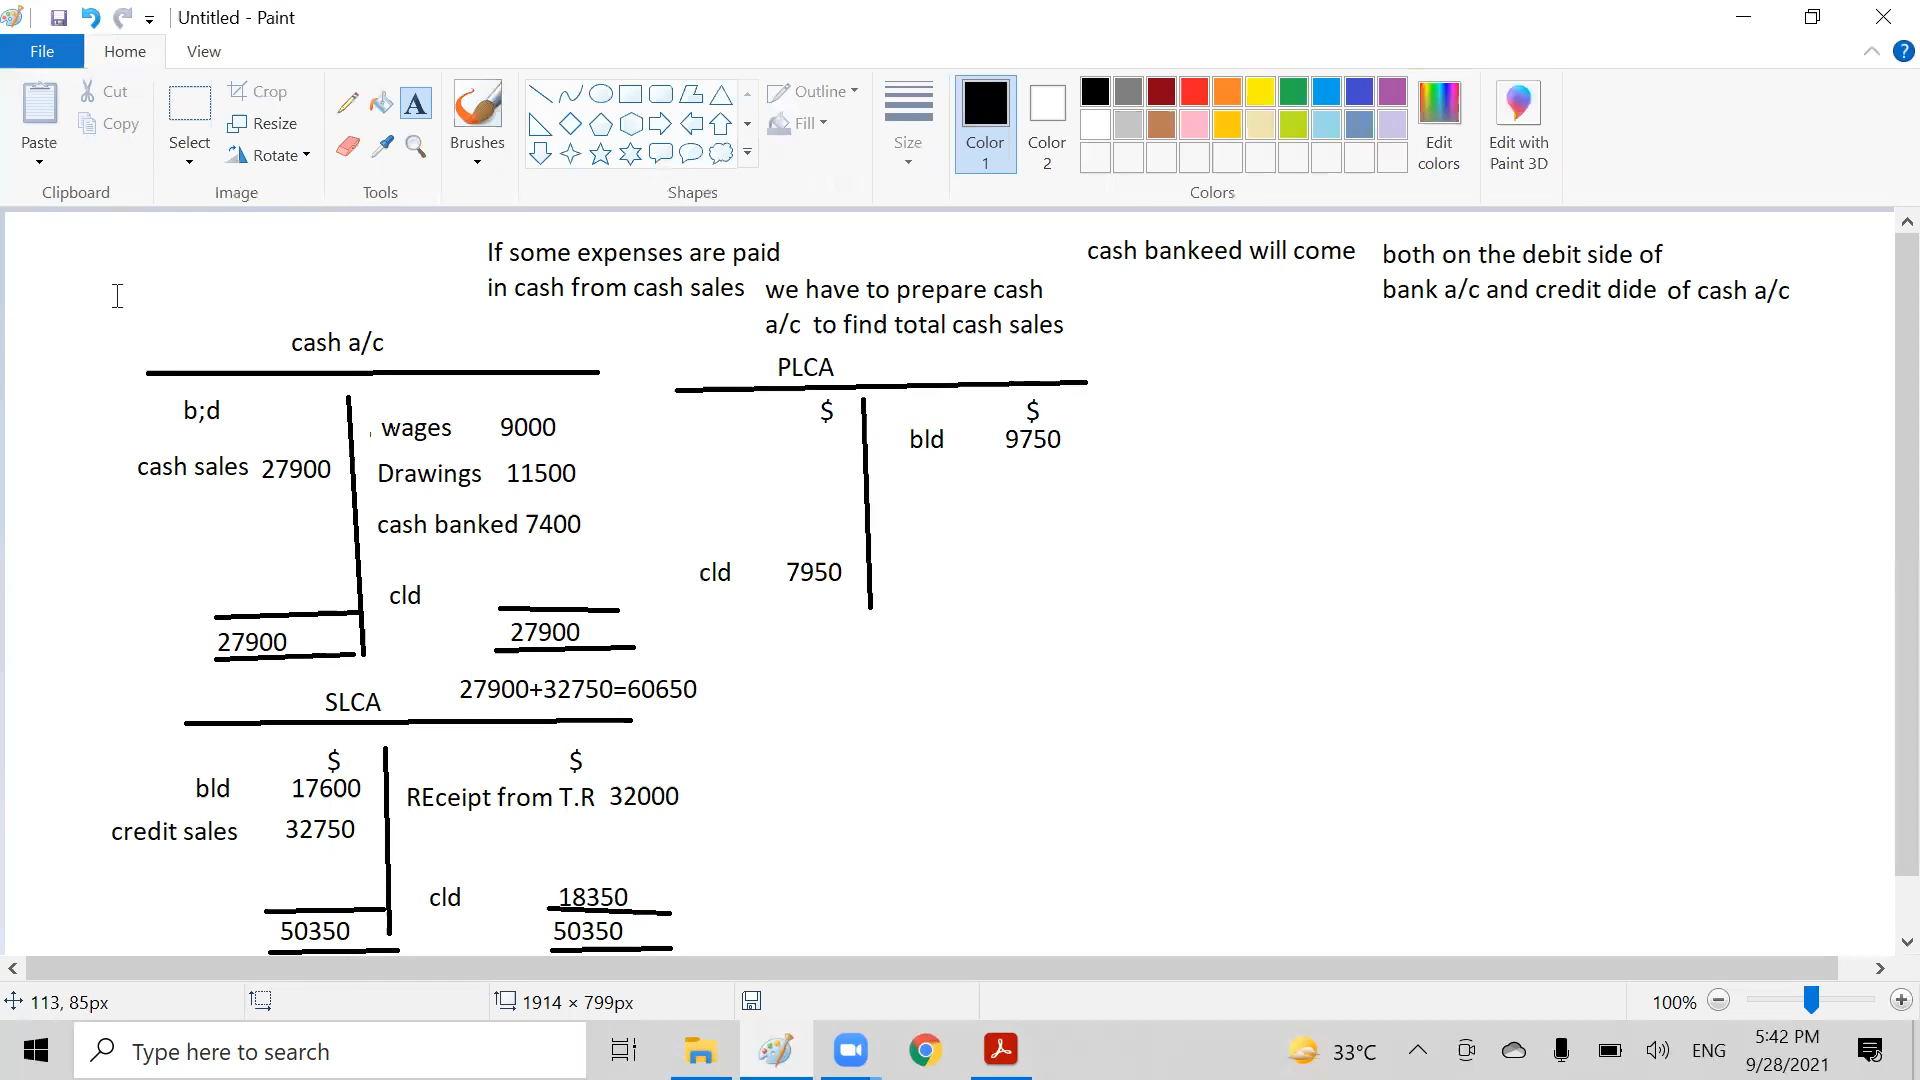 Untitled - Paint
File Home View
Paste
Cut
Copy
Clipboard
Select
Crop
Resize
Rotate
Image
A
Tools
Brushes
Outline
Fill
Shapes
Size
Color 1
Color 2
Colors
Edit colors
Edit with Paint 3D
?
If some expenses are paid
in cash from cash sales
we have to prepare cash
a/c to find total cash sales
cash bankeed will come
both on the debit side of
bank a/c and credit dide of cash a/c
cash a/c
b;d
cash sales 27900
27900
, wages 9000
Drawings 11500
cash banked 7400
cld
27900
PLCA
$ $
bld 9750
cld 7950
27900+32750=60650
SLCA
$ $
bld 17600 REceipt from T.R 32000
credit sales 32750
cld 18350
50350 50350
113, 85px
1914 × 799px
100%
Type here to search
33°C
ENG
5:42 PM
9/28/2021